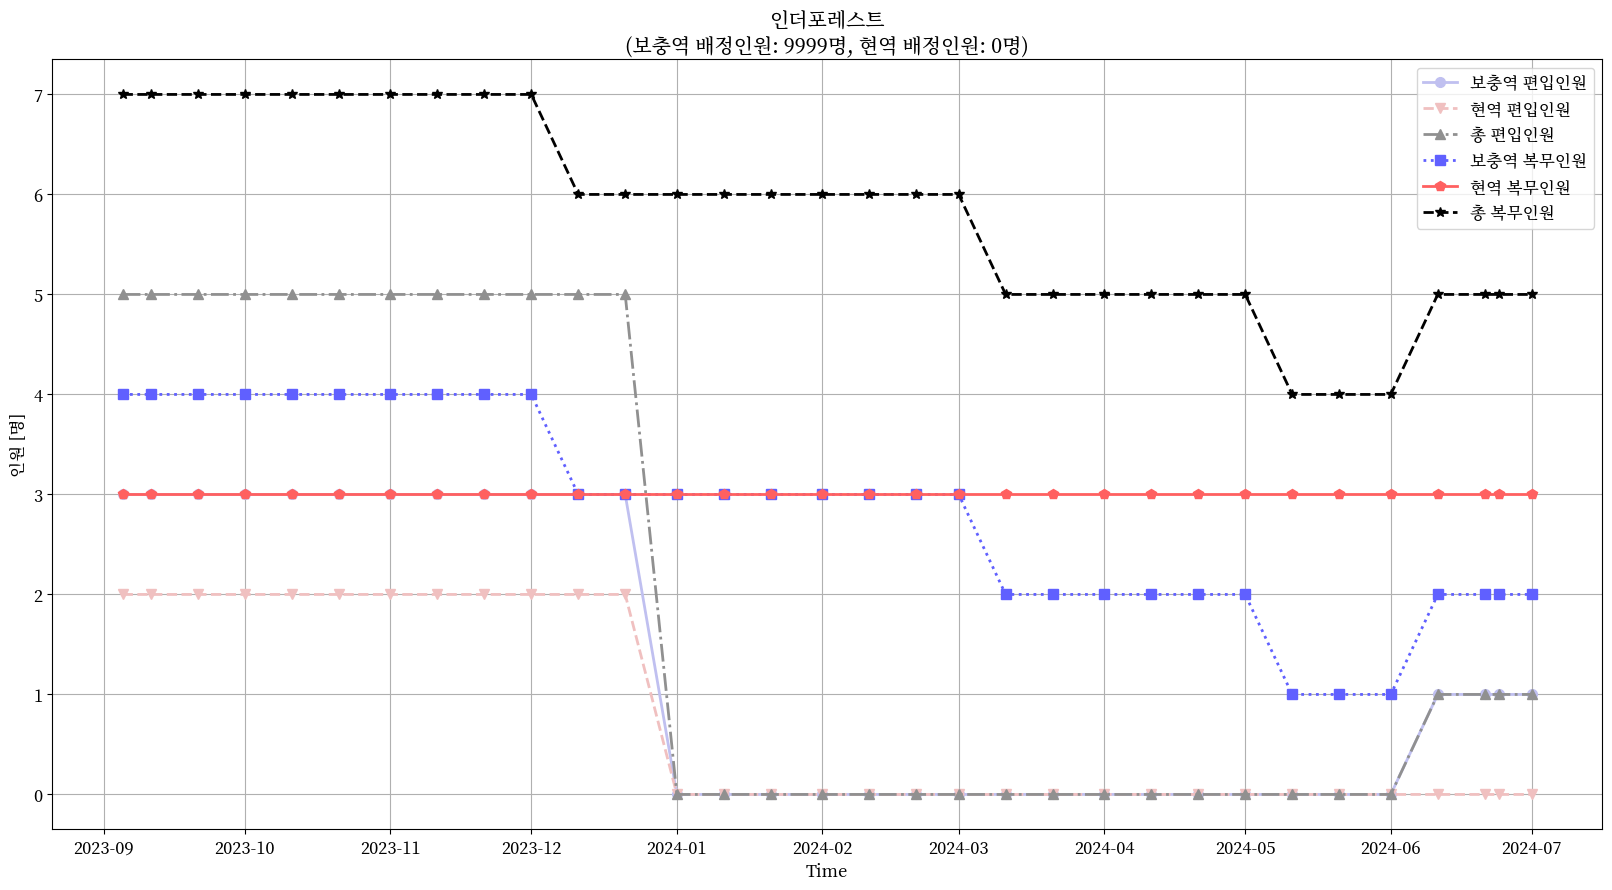 인더포레스트
(보충역 배정인원: 9999명, 현역 배정인원: 0명)
보충역 편입인원
현역 편입인원
총 편입인원
보충역 복무인원
현역 복무인원
총 복무인원
인원 [명]
7
6
5
4
3
2
1
0
2023-09 2023-10 2023-11 2023-12 2024-01 2024-02 2024-03 2024-04 2024-05 2024-06 2024-07
Time